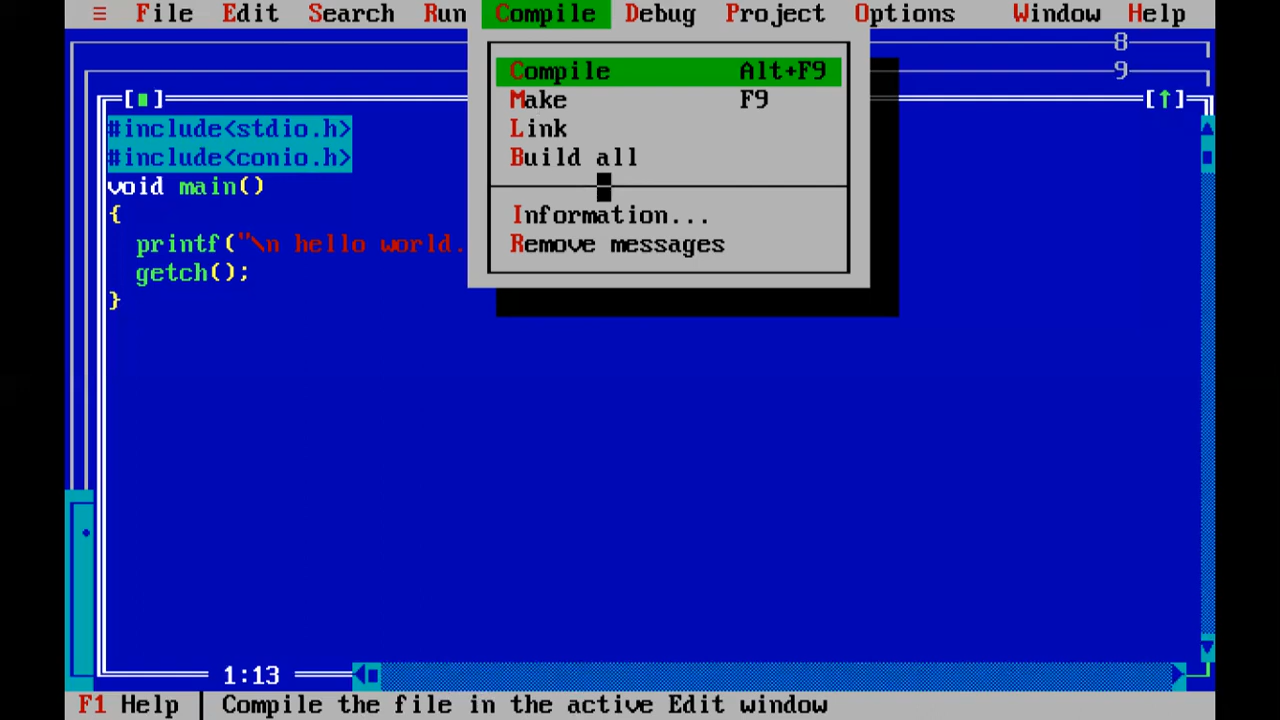 ≡ File Edit Search Run Compile Debug Project Options Window Help
8
9
[■] [↑]
Compile Alt+F9
Make F9
Link
Build all
Information...
Remove messages
#include<stdio.h>
#include<conio.h>
void main()
{
printf("\n hello world.
getch();
}
1:13
F1 Help │ Compile the file in the active Edit window